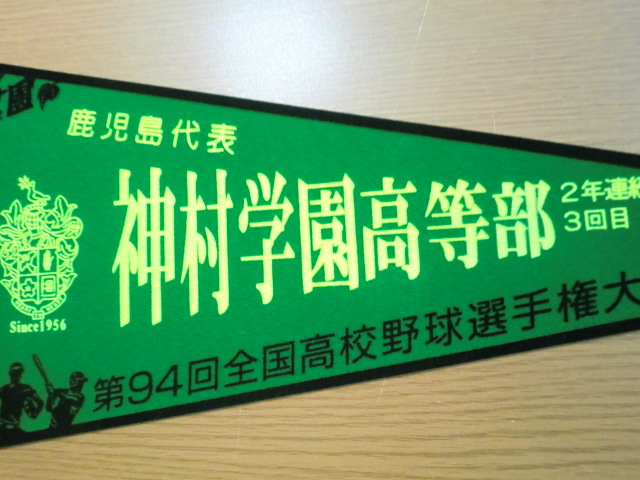 鹿児島代表
神村学園高等部
2年連続
3回目
Since1956
第94回全国高校野球選手権大